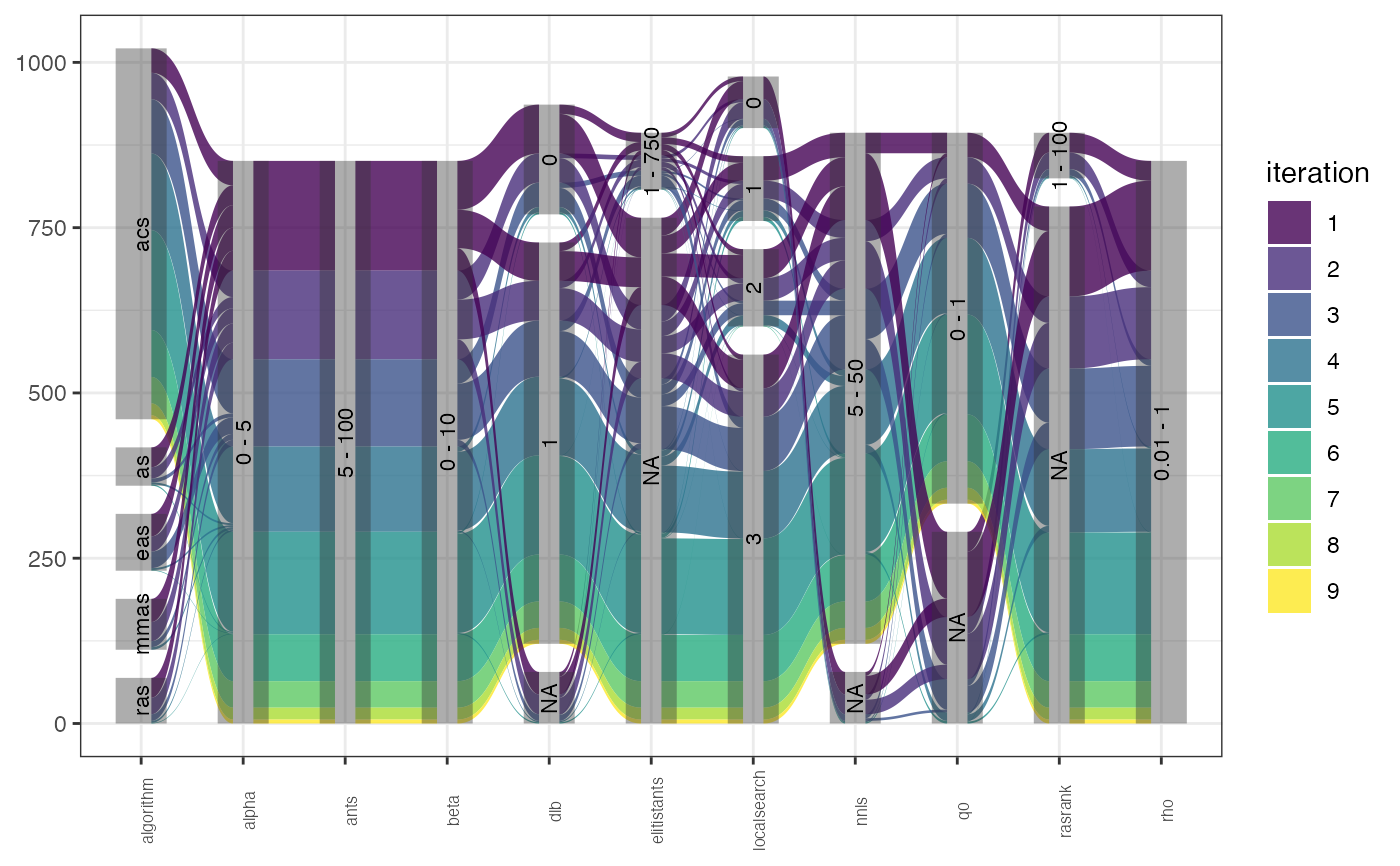 1000
750
500
250
0
acs
as
eas
mmas
ras
0 - 5
5 - 100
0 - 10
0
1
NA
1 - 750
NA
0
1
2
3
5 - 50
NA
0 - 1
NA
1 - 100
NA
0.01 - 1
algorithm
alpha
ants
beta
dlb
elitistants
localsearch
nnls
q0
rasrank
rho
iteration
1
2
3
4
5
6
7
8
9